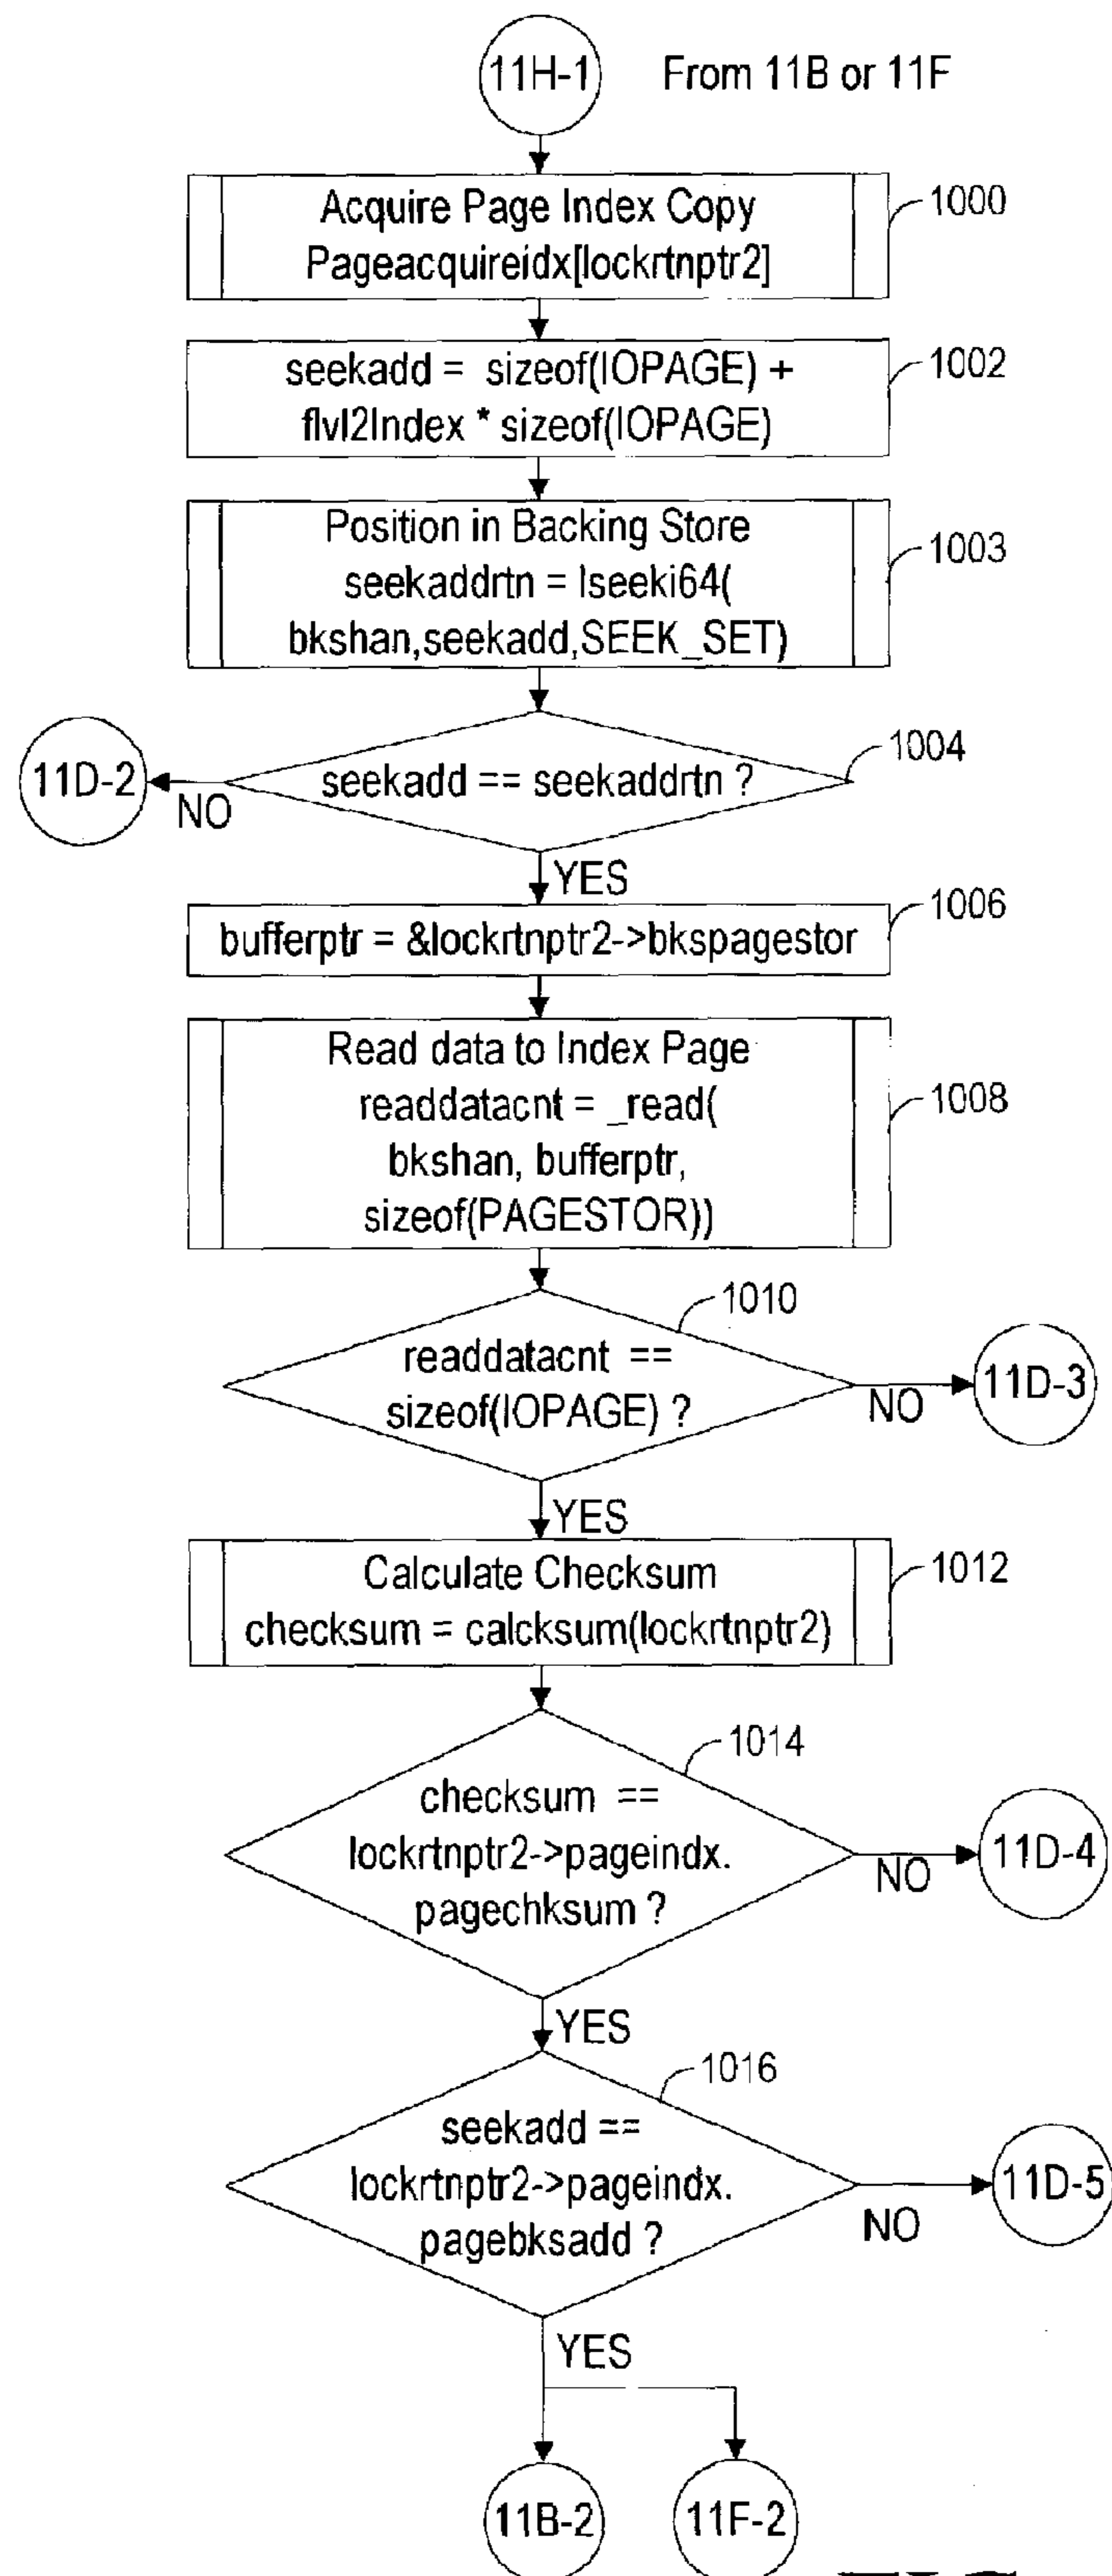 11H-1 From 11B or 11F
Acquire Page Index Copy
Pageacquireidx[lockrtnptr2]
1000
seekadd = sizeof(IOPAGE) +
flvl2Index * sizeof(IOPAGE)
1002
Position in Backing Store
seekaddrtn = lseeki64(
bkshan,seekadd,SEEK_SET)
1003
seekadd == seekaddrtn ?
1004
NO
11D-2
YES
bufferptr = &lockrtnptr2->bkspagestor
1006
Read data to Index Page
readdatacnt = _read(
bkshan, bufferptr,
sizeof(PAGESTOR))
1008
1010
readdatacnt ==
sizeof(IOPAGE) ?
NO
11D-3
YES
Calculate Checksum
checksum = calcksum(lockrtnptr2)
1012
1014
checksum ==
lockrtnptr2->pageindx.
pagechksum ?
NO
11D-4
YES
1016
seekadd ==
lockrtnptr2->pageindx.
pagebksadd ?
NO
11D-5
YES
11B-2
11F-2